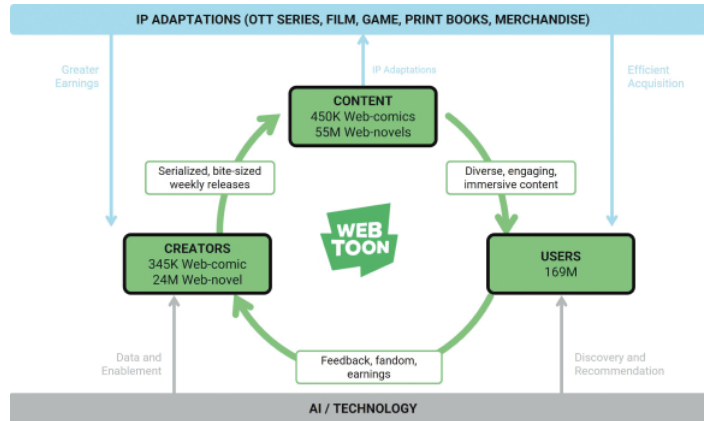 IP ADAPTATIONS (OTT SERIES, FILM, GAME, PRINT BOOKS, MERCHANDISE)
Greater
Earnings
IP Adaptations
Efficient
Acquisition
CONTENT
450K Web-comics
55M Web-novels
Serialized, bite-sized
weekly releases
Diverse, engaging,
immersive content
WEB
TOON
CREATORS
345K Web-comic
24M Web-novel
USERS
169M
Feedback, fandom,
earnings
Data and
Enablement
Discovery and
Recommendation
AI / TECHNOLOGY